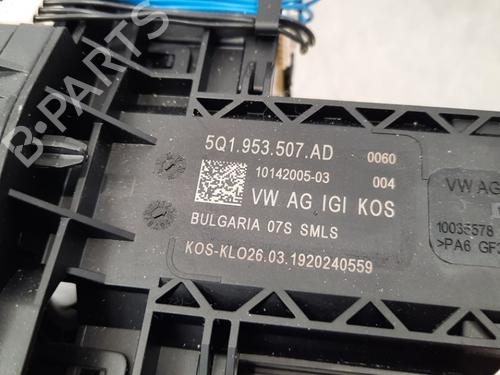 5Q1.953.507.AD 0060
10142005-03 004
VW AG IGI KOS
BULGARIA 07S SMLS
KOS-KLO26.03.1920240559
VW AG
10035578
>PA6 GF3
B-PARTS